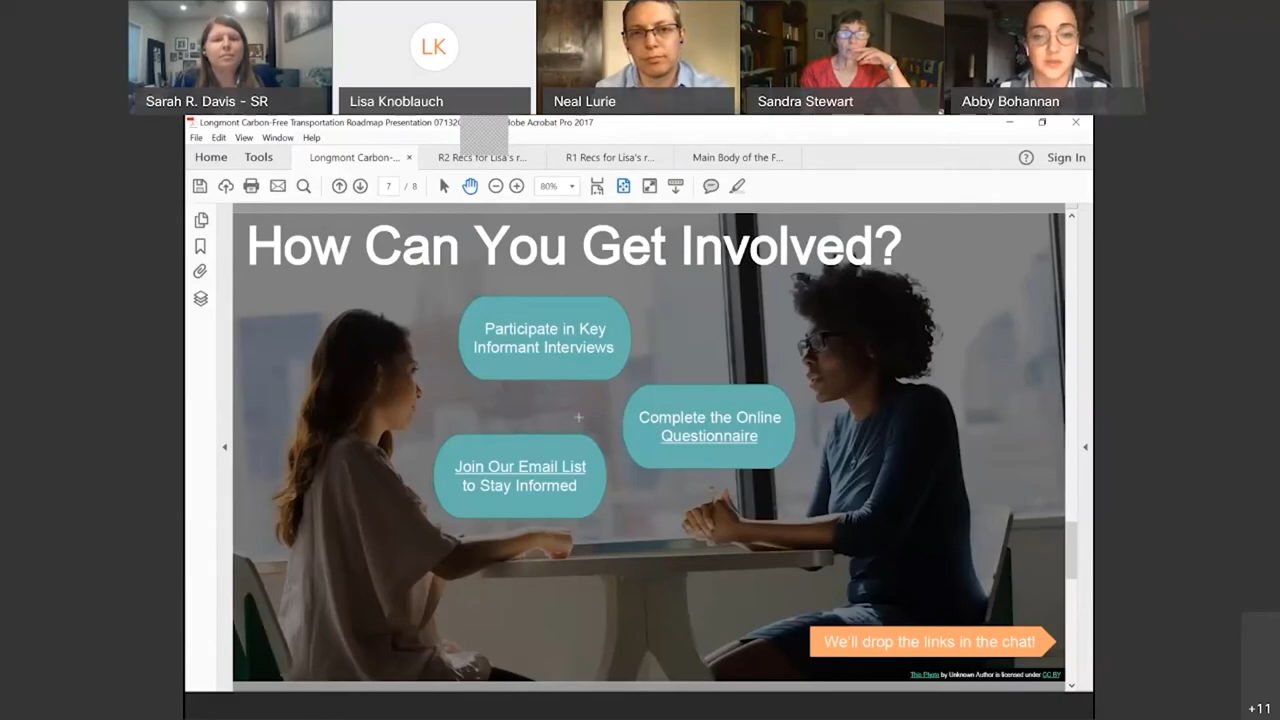 LK
Sarah R. Davis - SR
Lisa Knoblauch
Neal Lurie
Sandra Stewart
Abby Bohannan
Longmont Carbon-Free Transportation Roadmap Presentation
Acrobat Pro 2017
File Edit View Window Help
Home Tools Longmont Carbon-... × R2 Recs for Lisa's r... R1 Recs for Lisa's r... Main Body of the F... Sign In
7 / 8 80%
How Can You Get Involved?
Participate in Key
Informant Interviews
Complete the Online
Questionnaire
Join Our Email List
to Stay Informed
We'll drop the links in the chat!
This Photo by Unknown Author is licensed under CC BY
+11